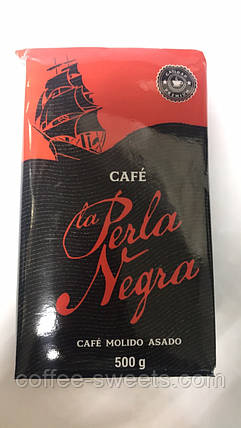 CAFÉ
la Perla
Negra
CAFÉ MOLIDO ASADO
500 g
coffee-sweets.com